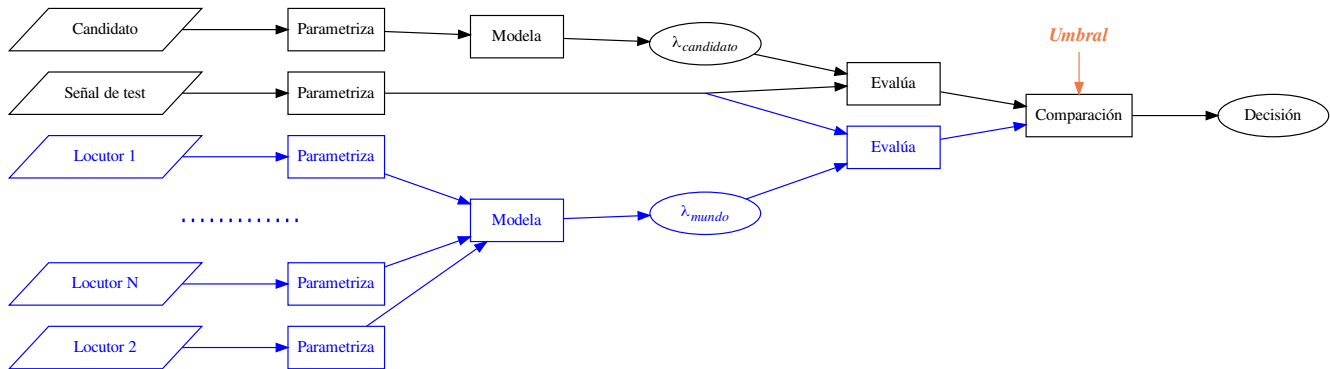 Candidato
Parametriza
Modela
λcandidato
Umbral
Señal de test
Parametriza
Evalúa
Comparación
Decisión
Locutor 1
Parametriza
Evalúa
Modela
λmundo
Locutor N
Parametriza
Locutor 2
Parametriza